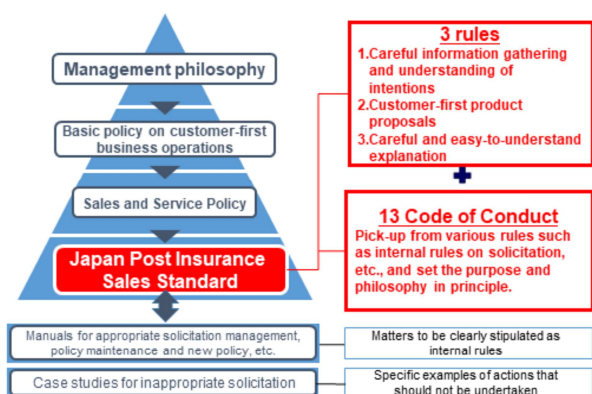 Management philosophy
Basic policy on customer-first
business operations
Sales and Service Policy
Japan Post Insurance
Sales Standard
3 rules
1.Careful information gathering
and understanding of
intentions
2.Customer-first product
proposals
3.Careful and easy-to-understand
explanation
13 Code of Conduct
Pick-up from various rules such
as internal rules on solicitation,
etc., and set the purpose and
philosophy in principle.
Manuals for appropriate solicitation management,
policy maintenance and new policy, etc.
Matters to be clearly stipulated as
internal rules
Case studies for inappropriate solicitation
Specific examples of actions that
should not be undertaken